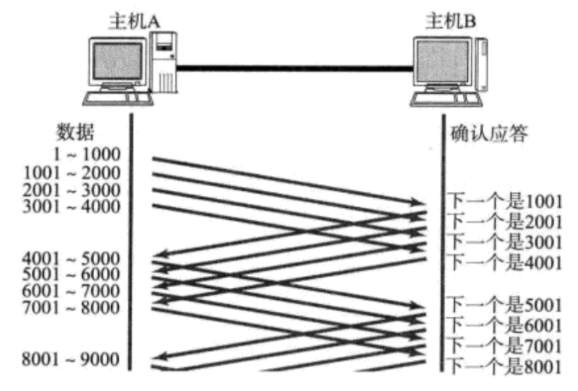 主机A
主机B
数据
确认应答
1 ~ 1000
1001 ~ 2000
2001 ~ 3000
3001 ~ 4000
下一个是1001
下一个是2001
下一个是3001
下一个是4001
4001 ~ 5000
5001 ~ 6000
6001 ~ 7000
7001 ~ 8000
下一个是5001
下一个是6001
下一个是7001
下一个是8001
8001 ~ 9000